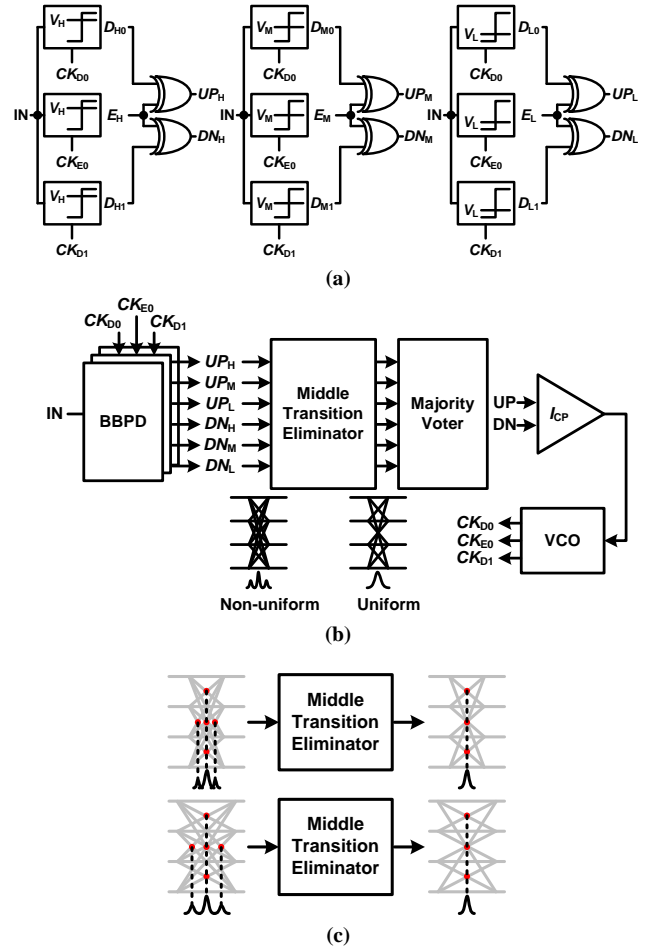 V_H D_H0 V_M D_M0 V_L D_L0
CK_D0 CK_D0 CK_D0
UP_H UP_M UP_L
IN V_H E_H IN V_M E_M IN V_L E_L
DN_H DN_M DN_L
CK_E0 CK_E0 CK_E0
V_H D_H1 V_M D_M1 V_L D_L1
CK_D1 CK_D1 CK_D1
(a)
CK_E0
CK_D0 CK_D1
IN
BBPD
UP_H
UP_M
UP_L
DN_H
DN_M
DN_L
Middle
Transition
Eliminator
Majority
Voter
UP
DN
I_CP
CK_D0
CK_E0
CK_D1
VCO
Non-uniform Uniform
(b)
Middle
Transition
Eliminator
Middle
Transition
Eliminator
(c)